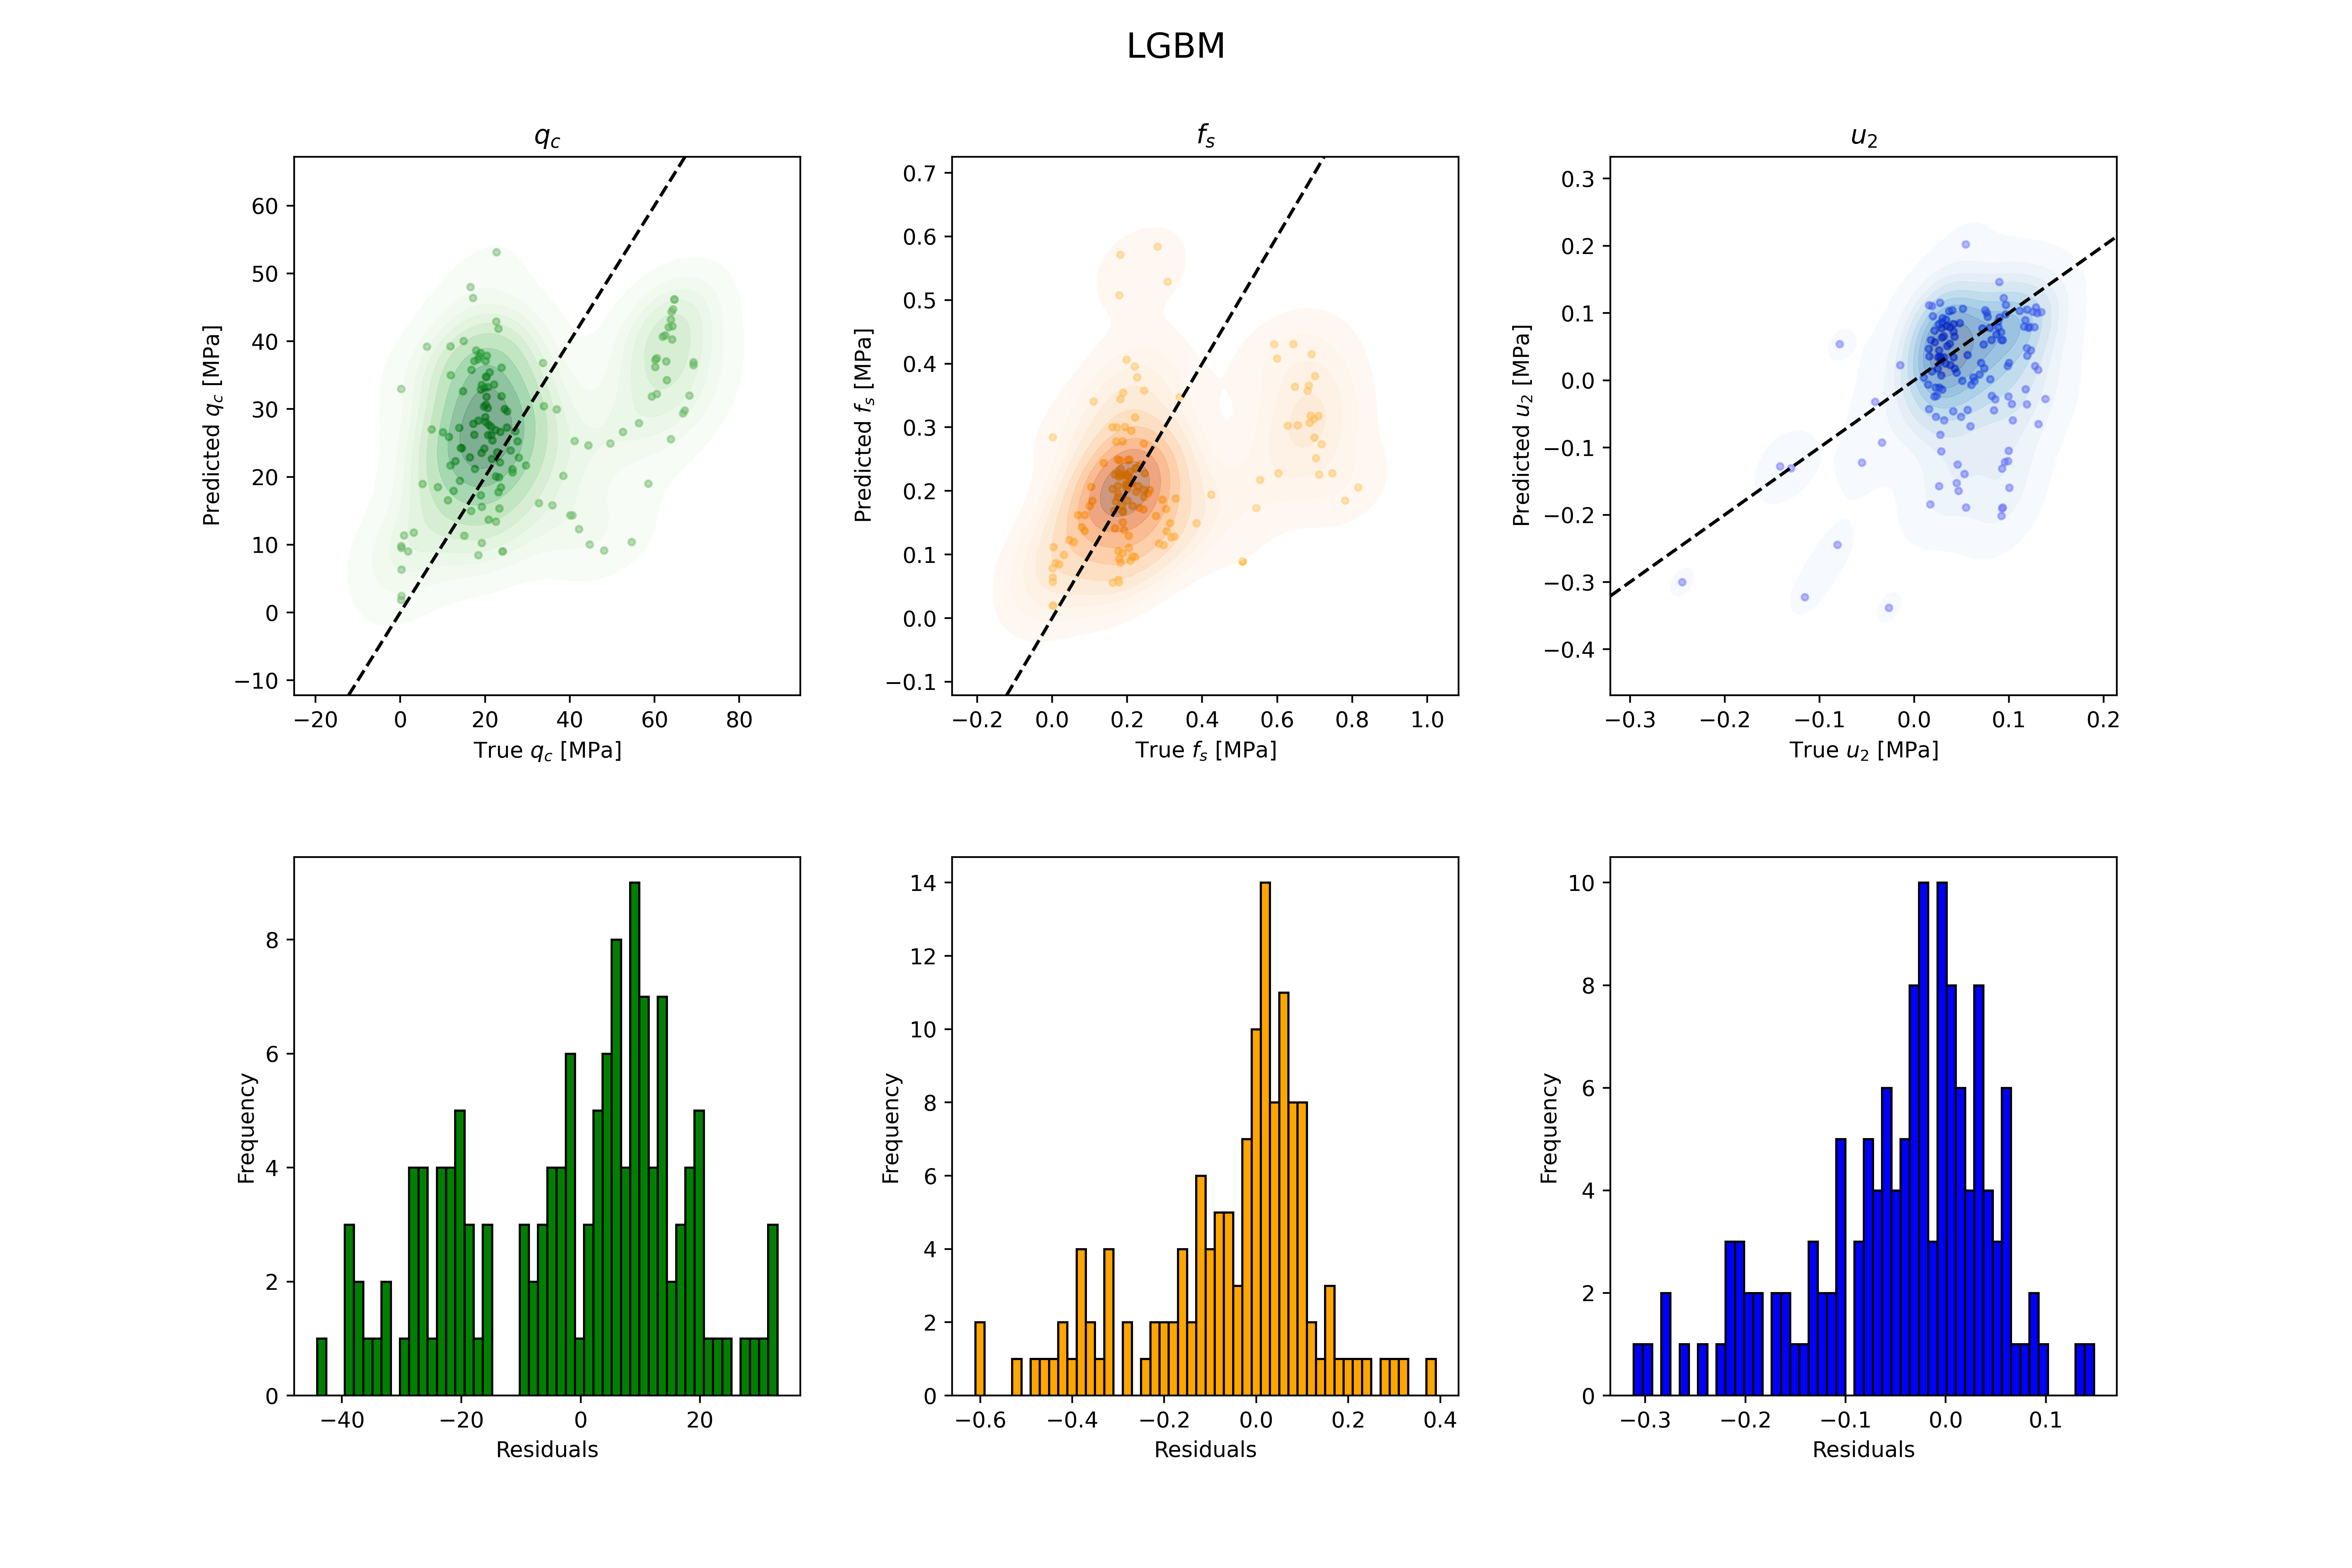 LGBM
q_c
f_s
u_2
Predicted q_c [MPa]
60
50
40
30
20
10
0
−10
−20 0 20 40 60 80
True q_c [MPa]
Predicted f_s [MPa]
0.7
0.6
0.5
0.4
0.3
0.2
0.1
0.0
−0.1
−0.2 0.0 0.2 0.4 0.6 0.8 1.0
True f_s [MPa]
Predicted u_2 [MPa]
0.3
0.2
0.1
0.0
−0.1
−0.2
−0.3
−0.4
−0.3 −0.2 −0.1 0.0 0.1 0.2
True u_2 [MPa]
Frequency
8
6
4
2
0
−40 −20 0 20
Residuals
Frequency
14
12
10
8
6
4
2
0
−0.6 −0.4 −0.2 0.0 0.2 0.4
Residuals
Frequency
10
8
6
4
2
0
−0.3 −0.2 −0.1 0.0 0.1
Residuals